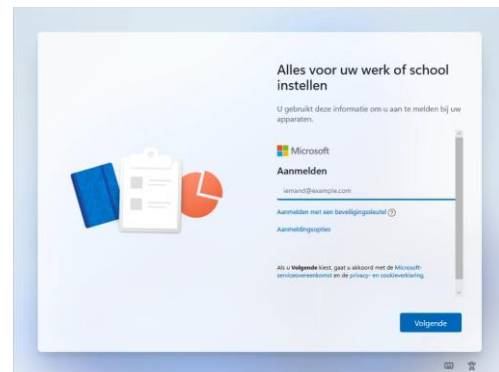 Alles voor uw werk of school
instellen
U gebruikt deze informatie om u aan te melden bij uw
apparaten.
Microsoft
Aanmelden
iemand@example.com
Aanmelden met een beveiligingssleutel
Aanmeldingsopties
Als u Volgende kiest, gaat u akkoord met de Microsoft-
serviceovereenkomst en de privacy- en cookieverklaring.
Volgende